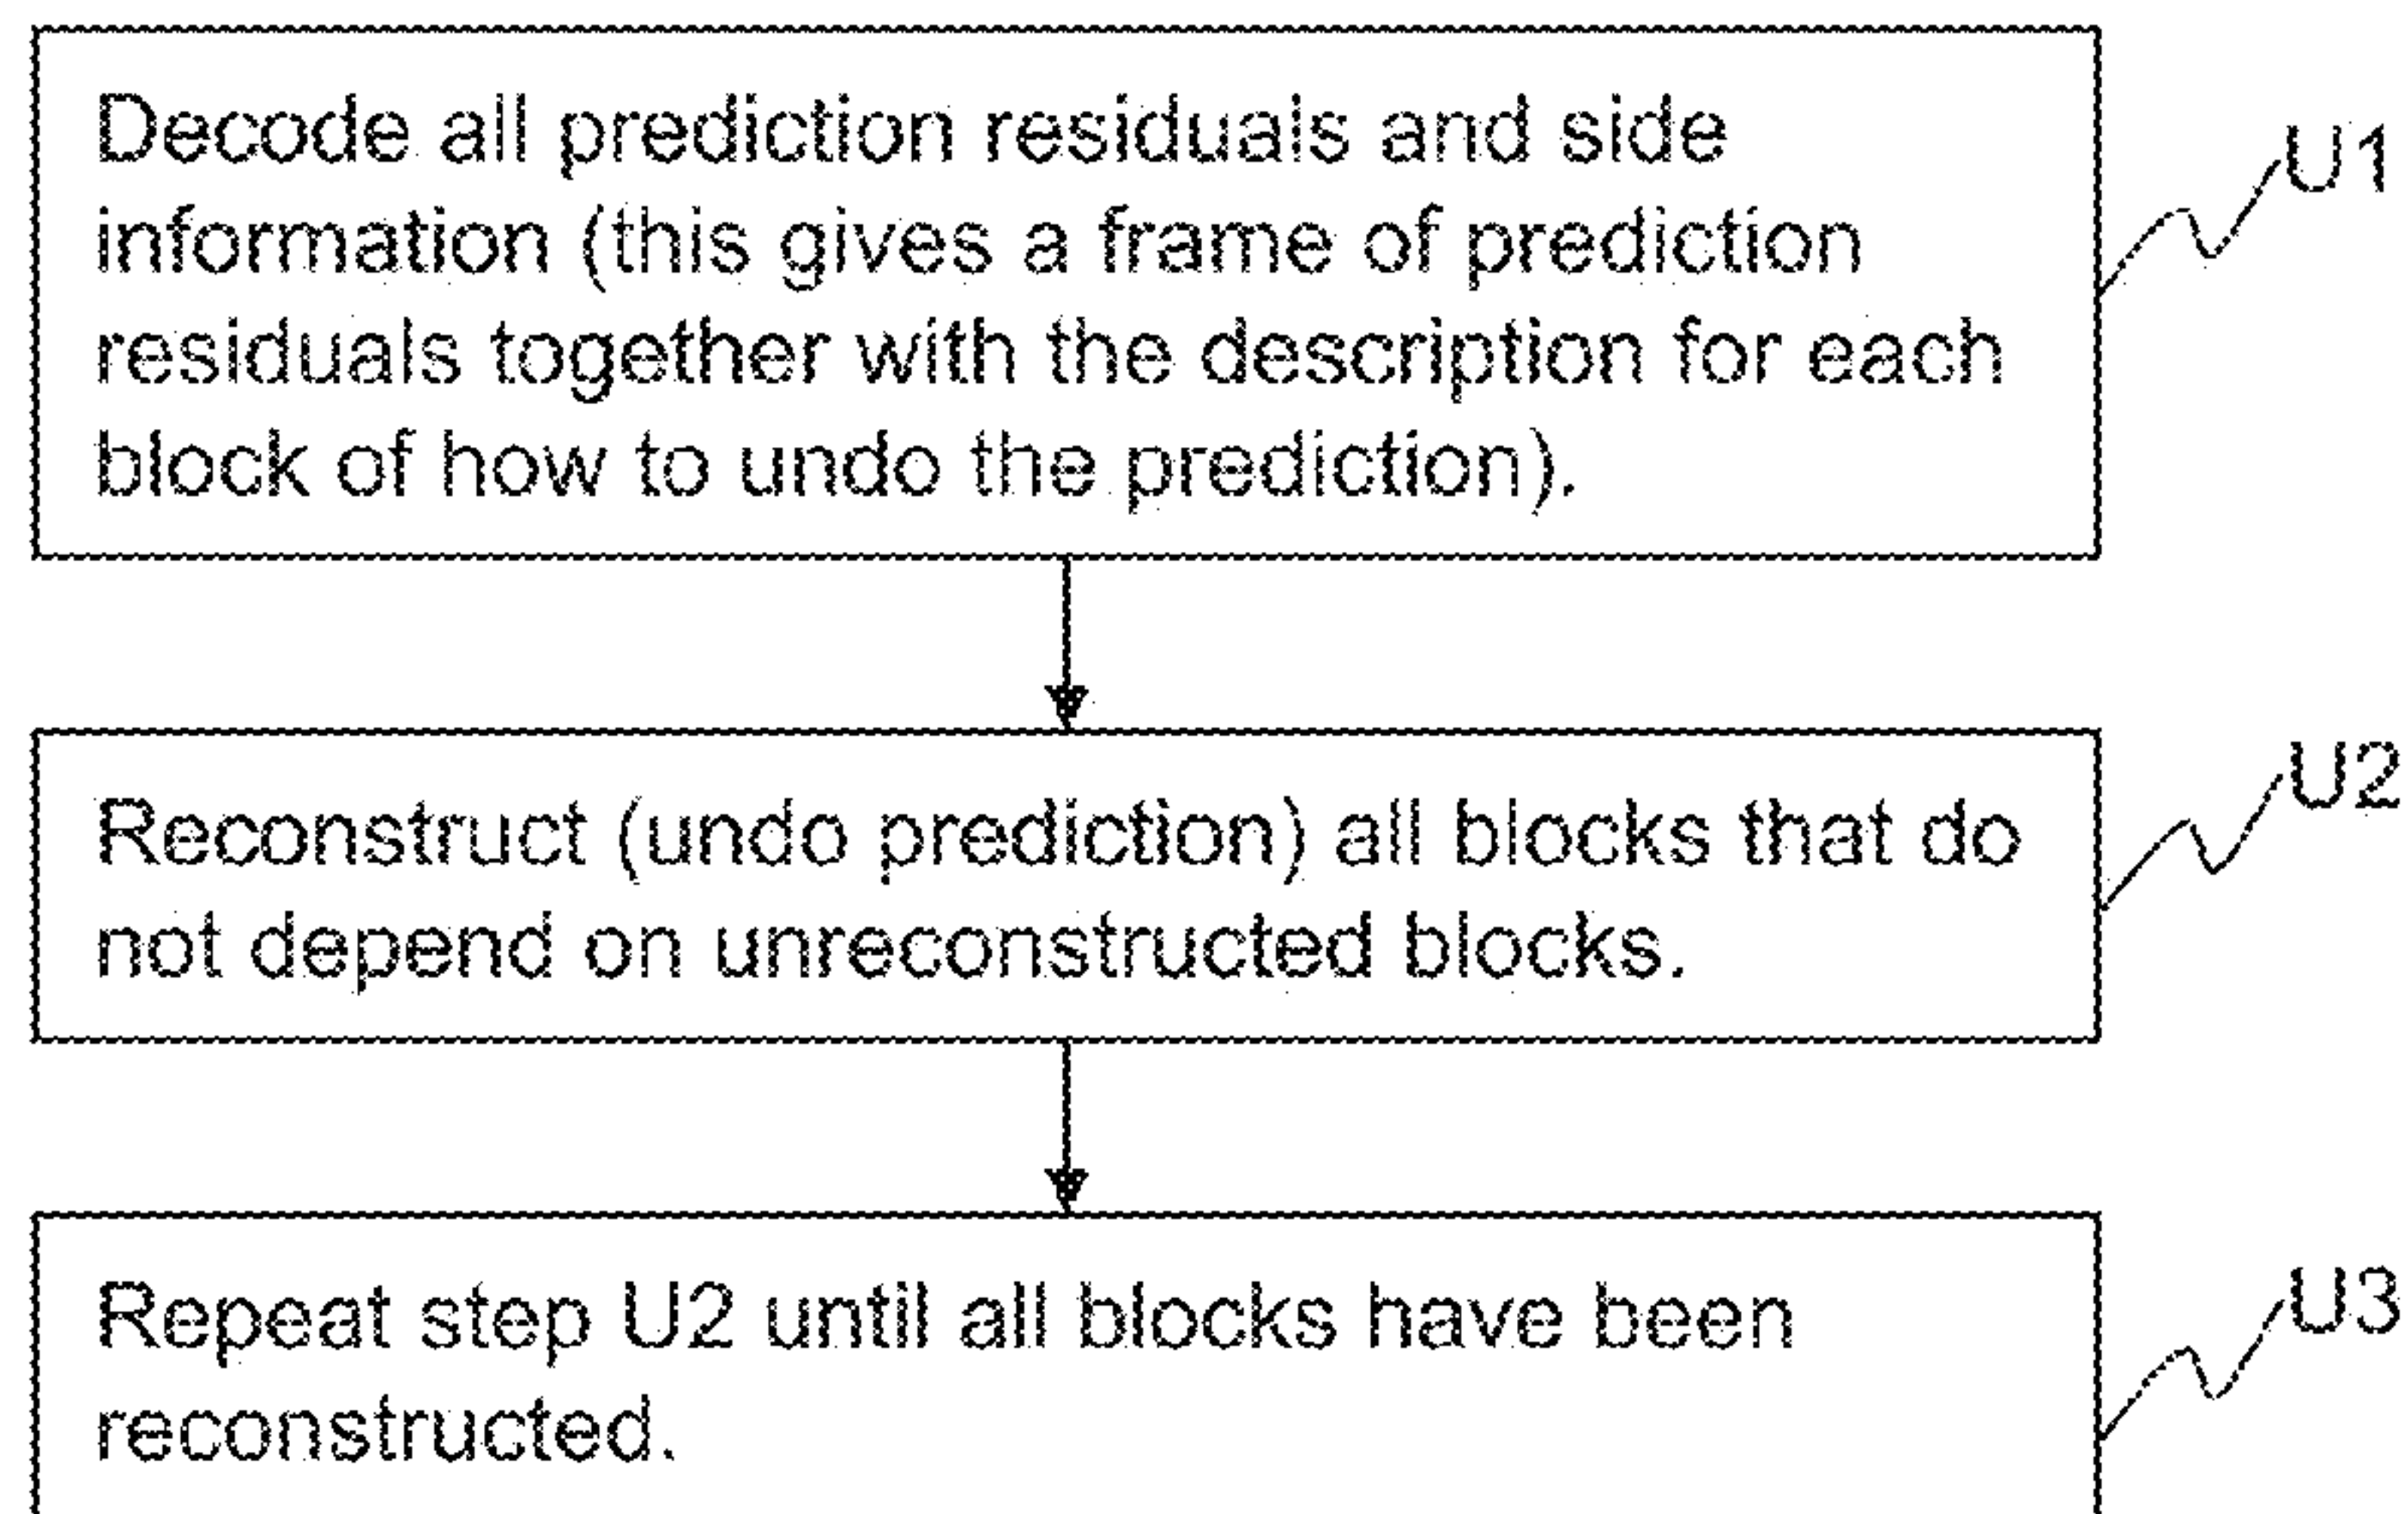 Decode all prediction residuals and side
information (this gives a frame of prediction
residuals together with the description for each
block of how to undo the prediction).
U1
Reconstruct (undo prediction) all blocks that do
not depend on unreconstructed blocks.
U2
Repeat step U2 until all blocks have been
reconstructed.
U3